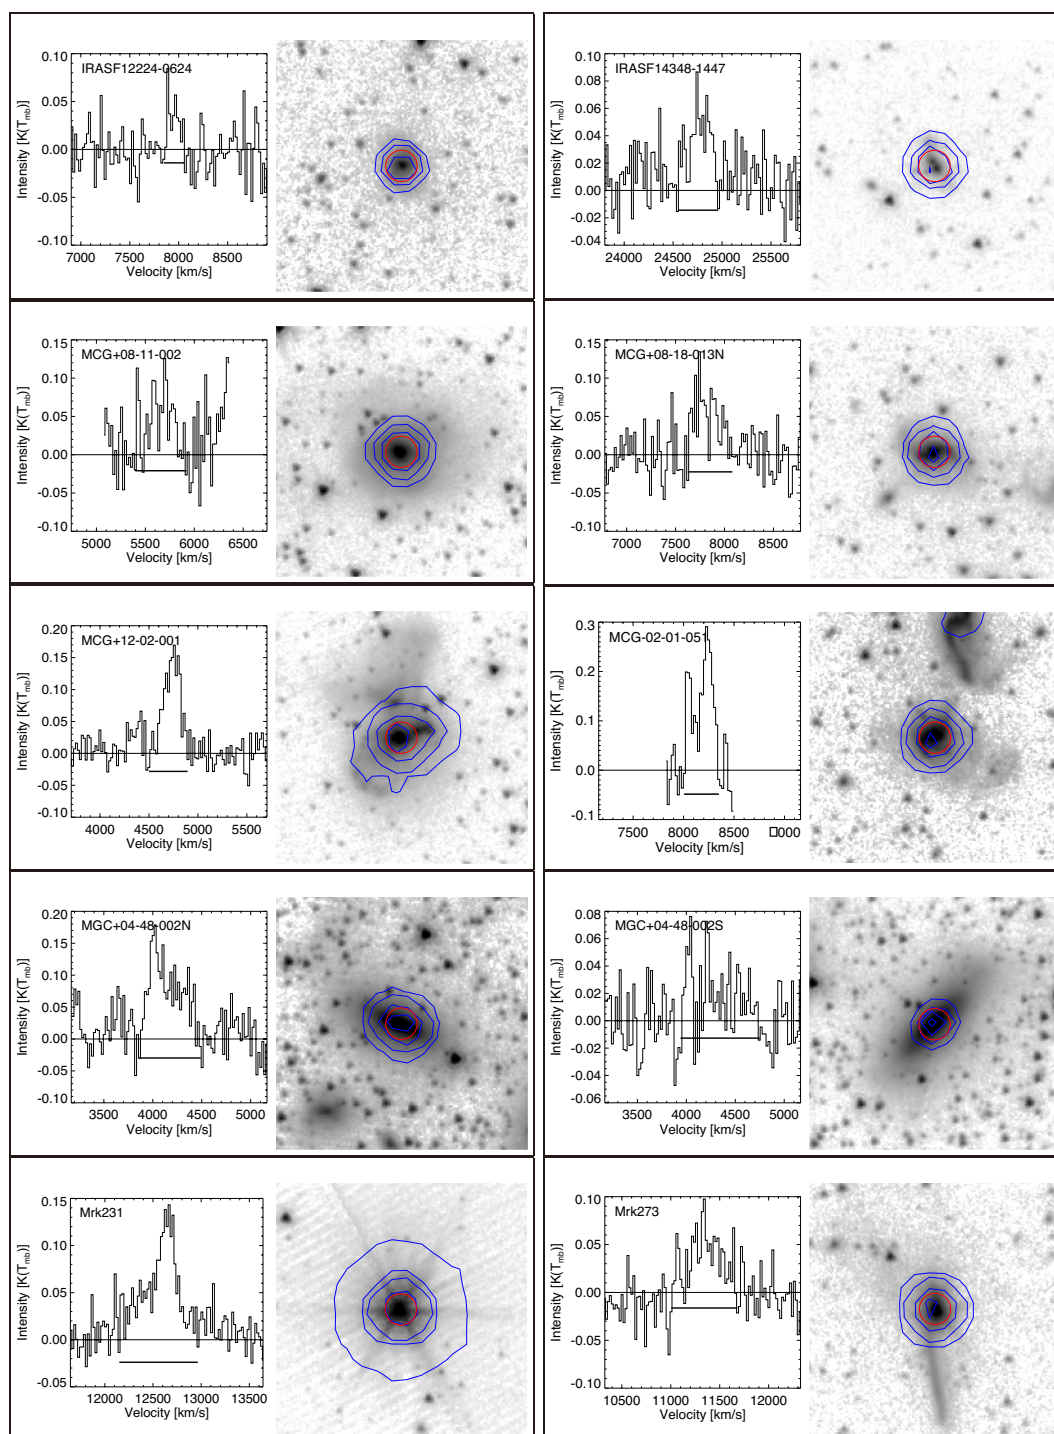 IRASF12224-0624
Intensity [K(Tmb)]
0.10
0.05
0.00
-0.05
-0.10
7000 7500 8000 8500
Velocity [km/s]
IRASF14348-1447
Intensity [K(Tmb)]
0.10
0.08
0.06
0.04
0.02
0.00
-0.02
-0.04
24000 24500 25000 25500
Velocity [km/s]
MCG+08-11-002
Intensity [K(Tmb)]
0.15
0.10
0.05
0.00
-0.05
-0.10
5000 5500 6000 6500
Velocity [km/s]
MCG+08-18-013N
Intensity [K(Tmb)]
0.15
0.10
0.05
0.00
-0.05
-0.10
7000 7500 8000 8500
Velocity [km/s]
MCG+12-02-001
Intensity [K(Tmb)]
0.20
0.15
0.10
0.05
0.00
-0.05
-0.10
4000 4500 5000 5500
Velocity [km/s]
MCG-02-01-051
Intensity [K(Tmb)]
0.3
0.2
0.1
0.0
-0.1
7500 8000 8500 □000
Velocity [km/s]
MGC+04-48-002N
Intensity [K(Tmb)]
0.20
0.15
0.10
0.05
0.00
-0.05
-0.10
3500 4000 4500 5000
Velocity [km/s]
MGC+04-48-002S
Intensity [K(Tmb)]
0.08
0.06
0.04
0.02
0.00
-0.02
-0.04
-0.06
3500 4000 4500 5000
Velocity [km/s]
Mrk231
Intensity [K(Tmb)]
0.15
0.10
0.05
0.00
-0.05
12000 12500 13000 13500
Velocity [km/s]
Mrk273
Intensity [K(Tmb)]
0.10
0.05
0.00
-0.05
-0.10
10500 11000 11500 12000
Velocity [km/s]